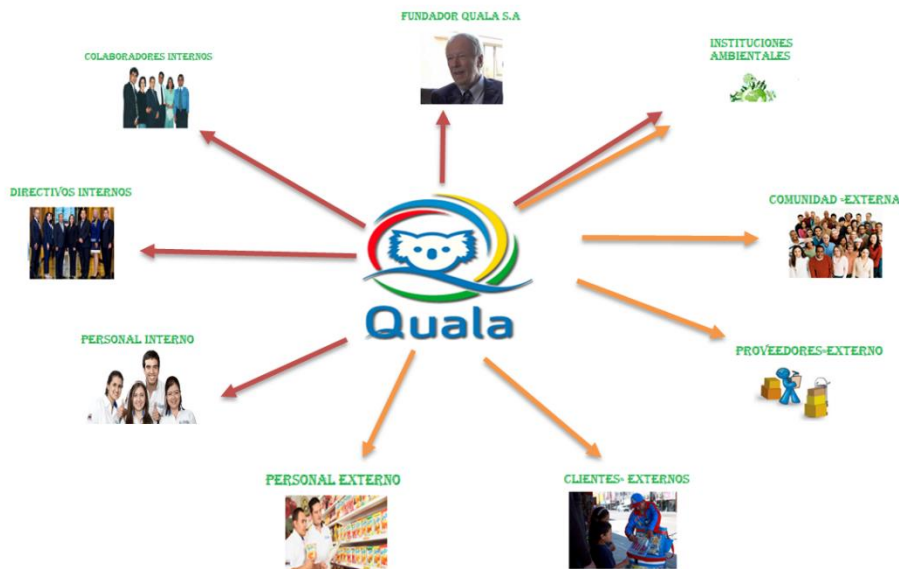 FUNDADOR QUALA S.A
COLABORADORES INTERNOS
INSTITUCIONES
AMBIENTALES
DIRECTIVOS INTERNOS
COMUNIDAD -EXTERNA
Quala
PERSONAL INTERNO
PROVEEDORES-EXTERNO
PERSONAL EXTERNO
CLIENTES- EXTERNOS